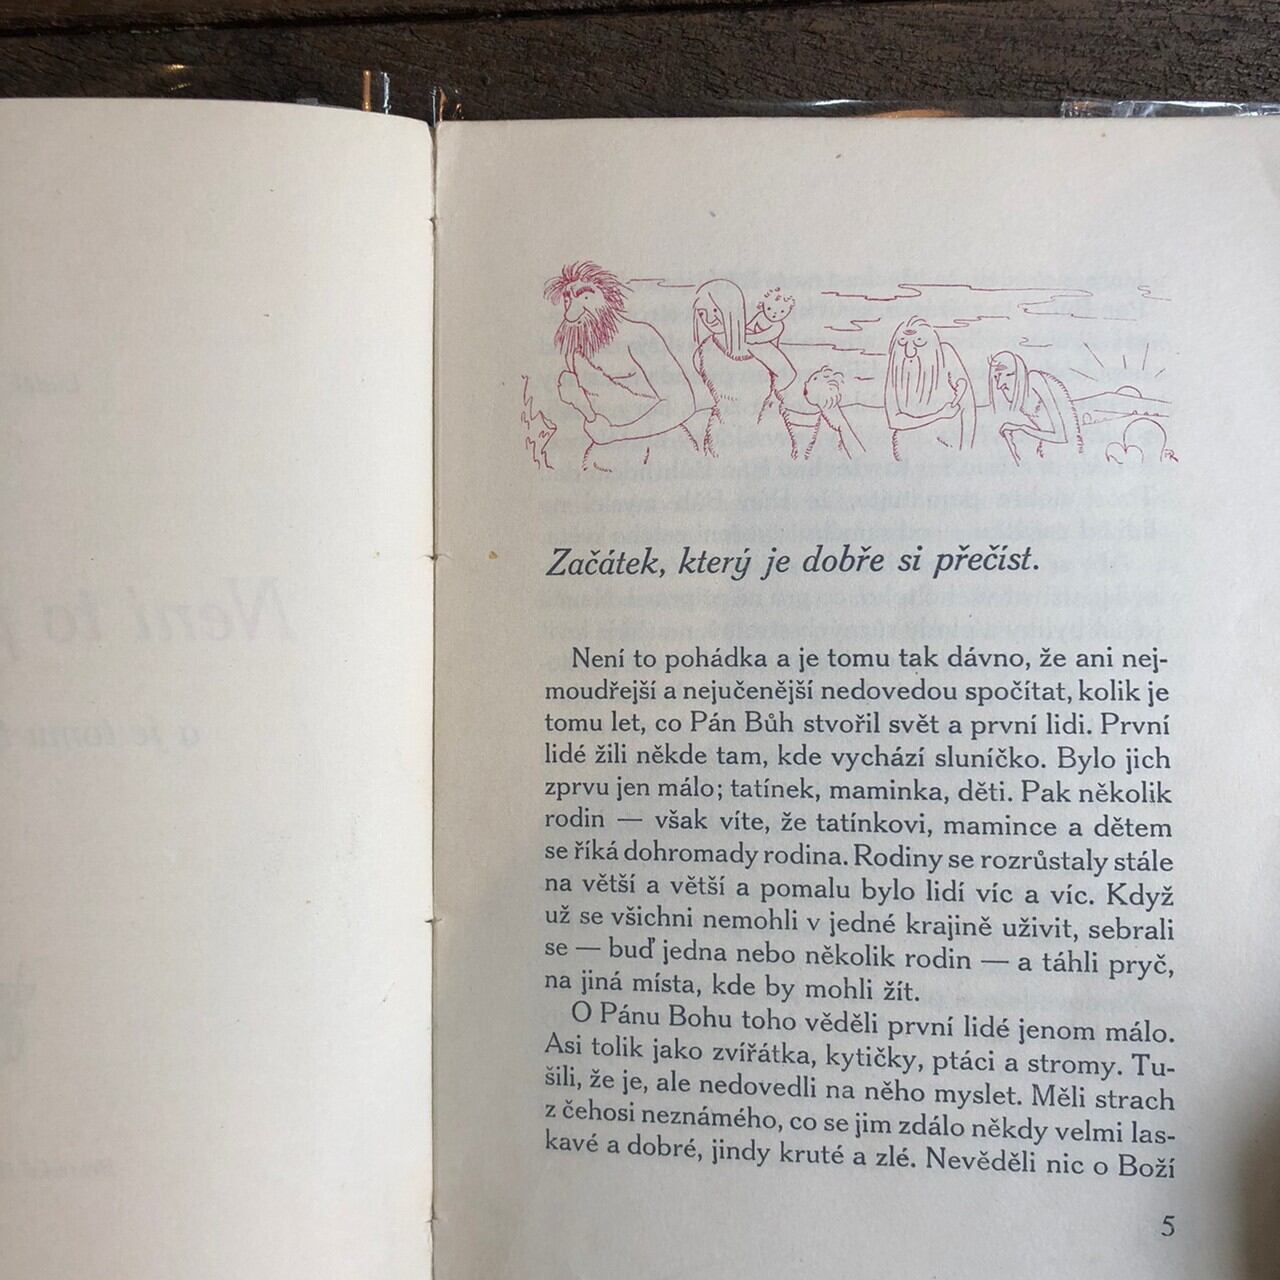 Začátek, který je dobře si přečíst.
Není to pohádka a je tomu tak dávno, že ani nej-
moudřejší a nejučenější nedovedou spočítat, kolik je
tomu let, co Pán Bůh stvořil svět a první lidi. První
lidé žili někde tam, kde vychází sluníčko. Bylo jich
zprvu jen málo; tatínek, maminka, děti. Pak několik
rodin — však víte, že tatínkovi, mamince a dětem
se říká dohromady rodina. Rodiny se rozrůstaly stále
na větší a větší a pomalu bylo lidí víc a víc. Když
už se všichni nemohli v jedné krajině uživit, sebrali
se — buď jedna nebo několik rodin — a táhli pryč,
na jiná místa, kde by mohli žít.
O Pánu Bohu toho věděli první lidé jenom málo.
Asi tolik jako zvířátka, kytičky, ptáci a stromy. Tu-
šili, že je, ale nedovedli na něho myslet. Měli strach
z čehosi neznámého, co se jim zdálo někdy velmi las-
kavé a dobré, jindy kruté a zlé. Nevěděli nic o Boží
5